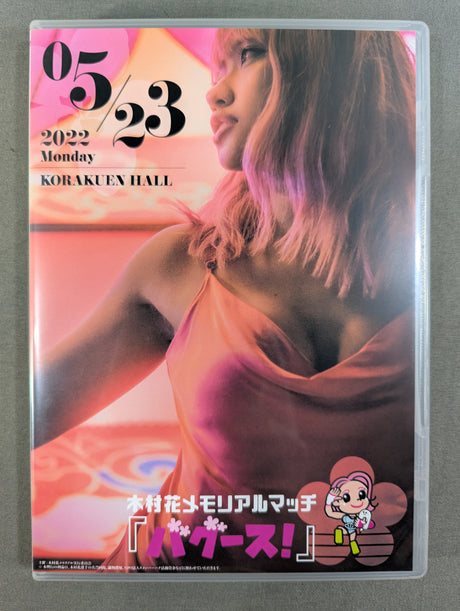 05/23
2022
Monday
KORAKUEN HALL
木村花メモリアルマッチ
『バグース!』